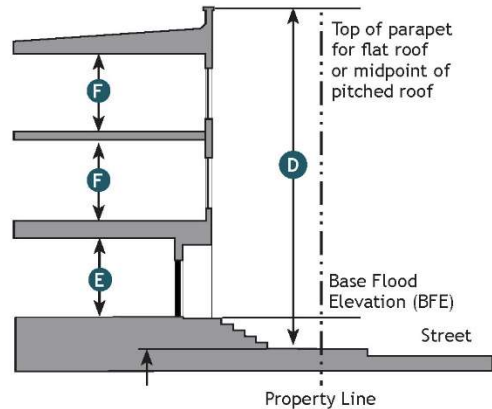 Top of parapet
for flat roof
or midpoint of
pitched roof
F
D
F
E
Base Flood
Elevation (BFE)
Street
Property Line